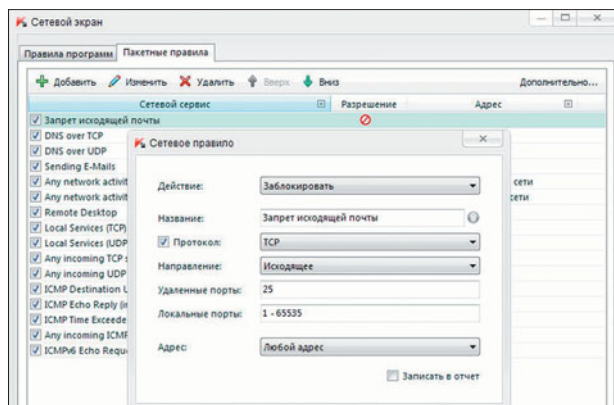 Сетевой экран
Правила программ Пакетные правила
Добавить Изменить Удалить Вверх Вниз Дополнительно...
Сетевой сервис Разрешение Адрес
Запрет исходящей почты
DNS over TCP
DNS over UDP
Sending E-Mails
Any network activit сети
Any network activit сети
Remote Desktop
Local Services (TCP)
Local Services (UDP
Any incoming TCP s
Any incoming UDP
ICMP Destination U
ICMP Echo Reply (in
ICMP Time Exceede
Any incoming ICMP
ICMPv6 Echo Reque
Сетевое правило
Действие: Заблокировать
Название: Запрет исходящей почты
Протокол: TCP
Направление: Исходящее
Удаленные порты: 25
Локальные порты: 1 - 65535
Адрес: Любой адрес
Записать в отчет